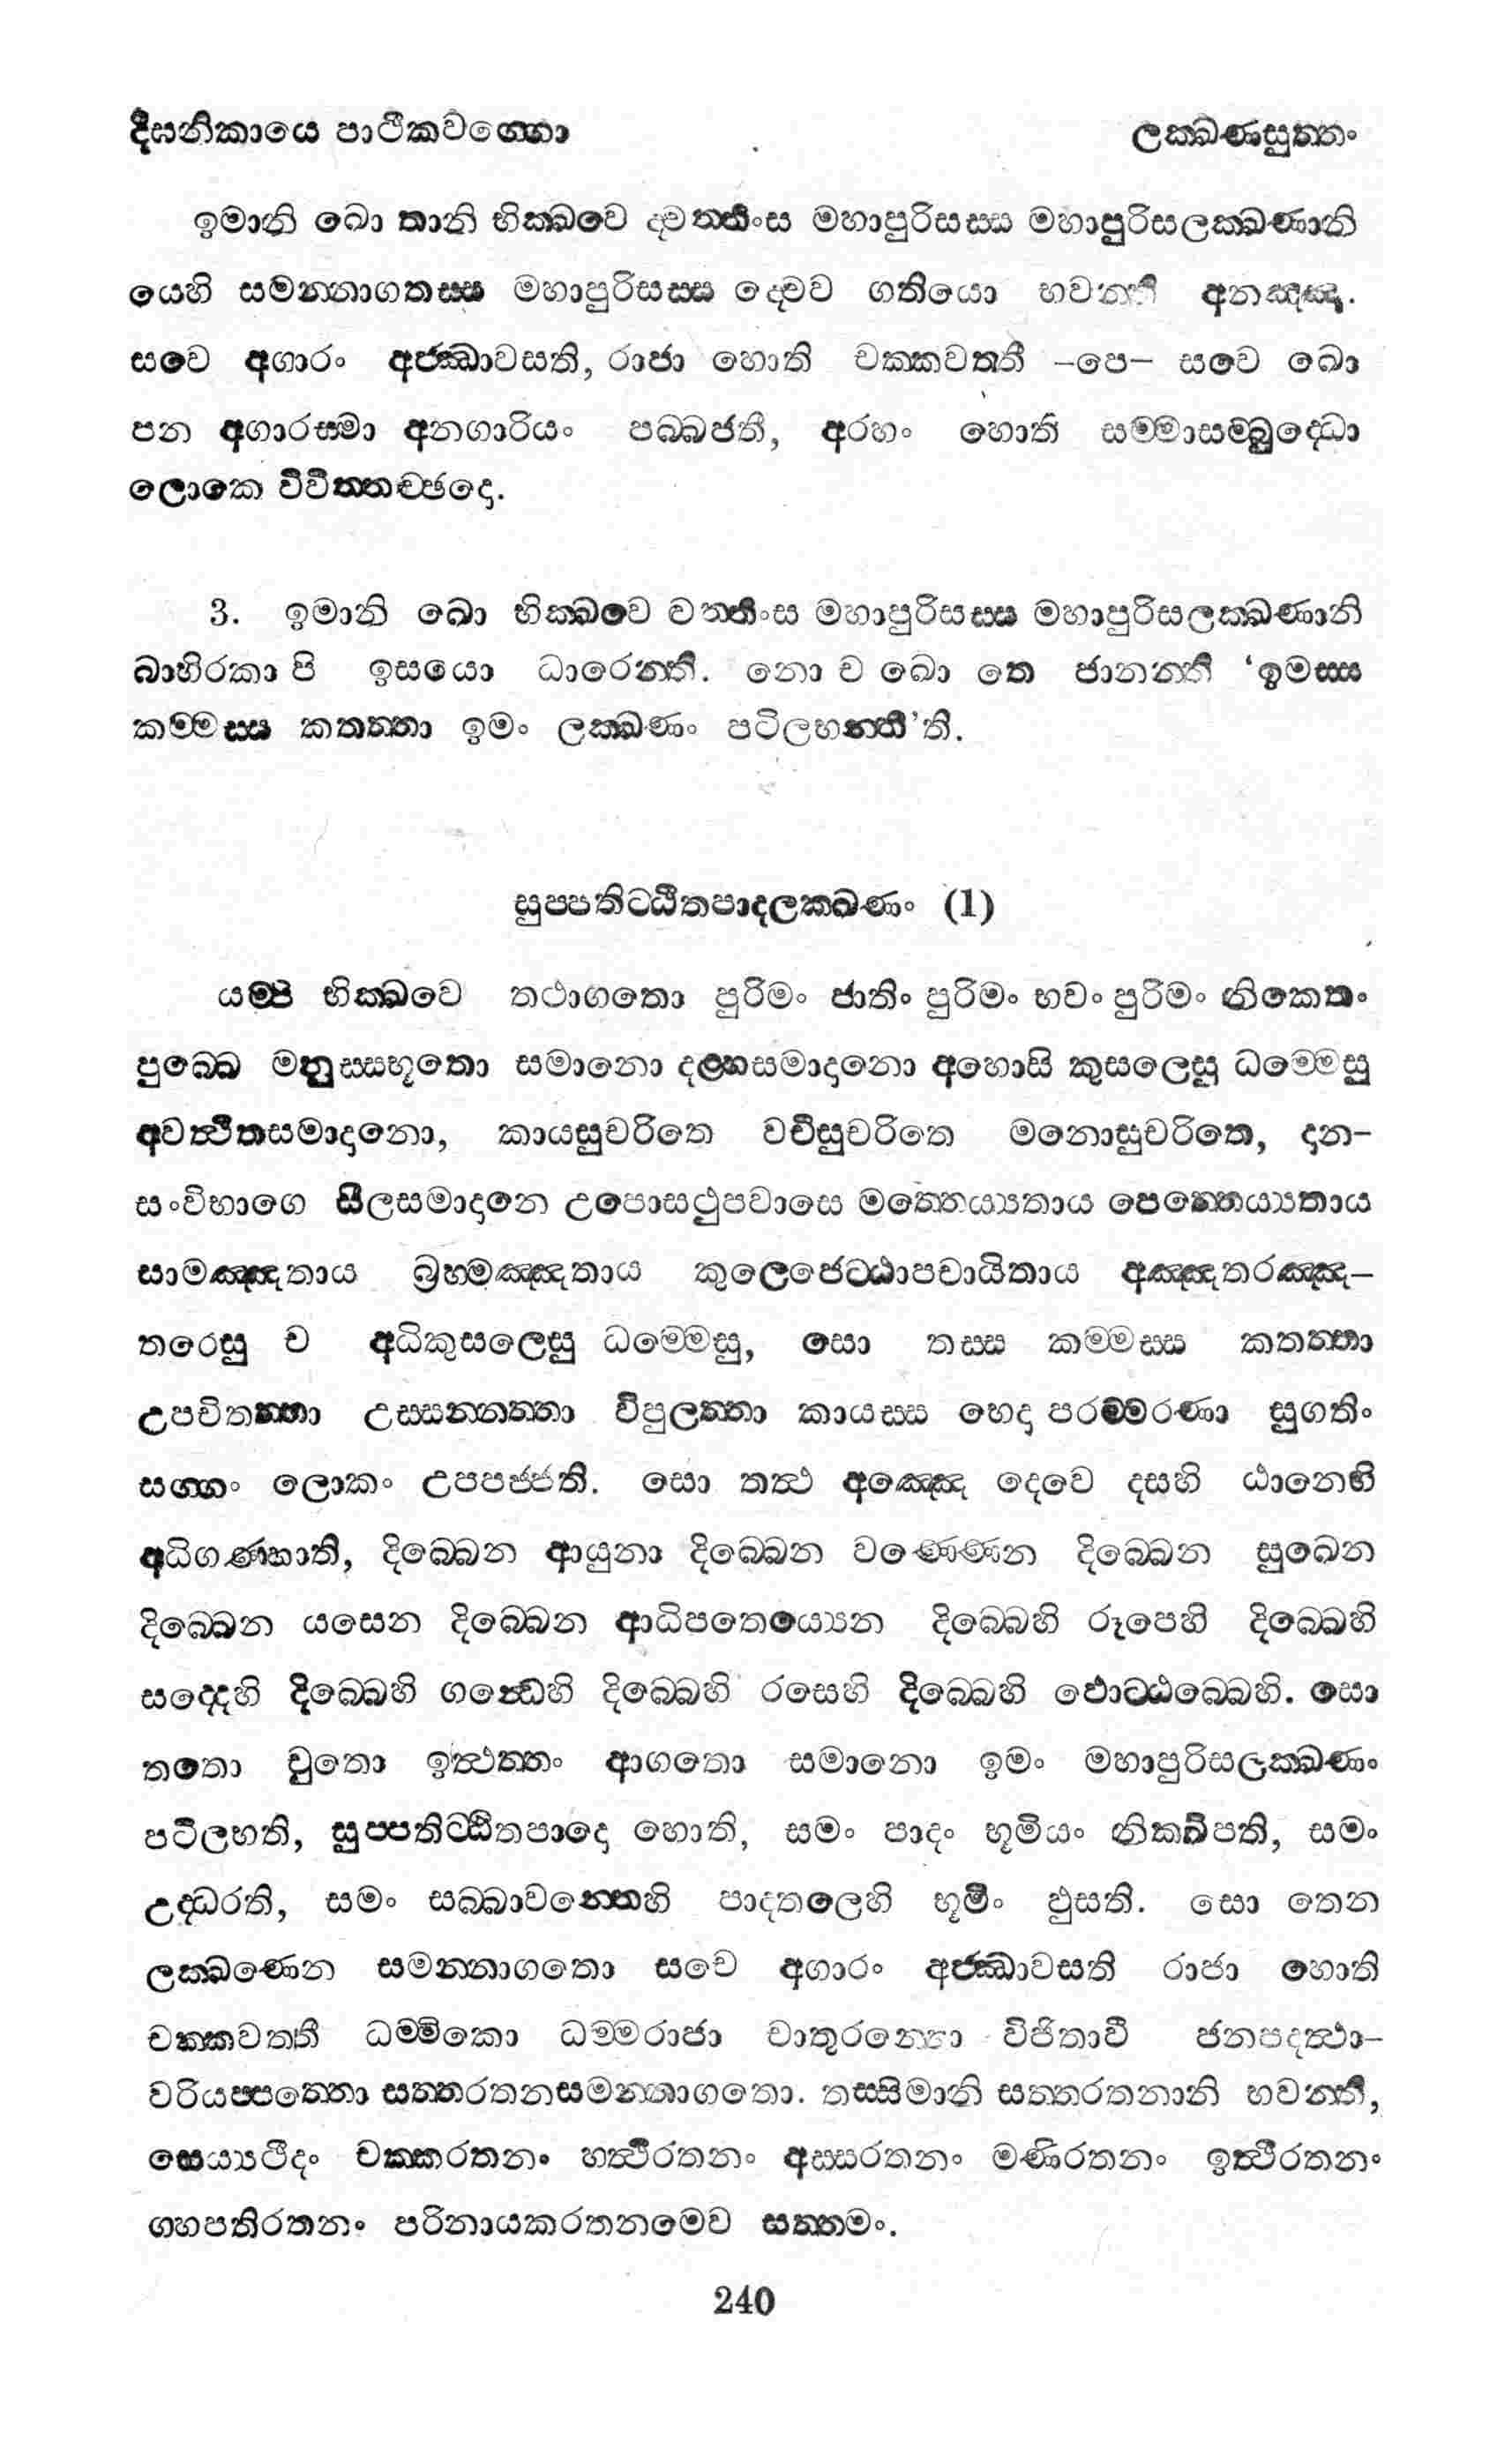 දීඝනිකායෙ පාථිකවග්ගො ලක්ඛණසුත්තං
ඉමානි ඛො තානි භික්ඛවෙ ද්වත්තිංස මහාපුරිසස්ස මහාපුරිසලක්ඛණානි
යෙහි සමන්නාගතස්ස මහාපුරිසස්ස ද්වෙව ගතියො භවන්ති අනඤ්ඤා.
සචෙ අගාරං අජ්ඣාවසති, රාජා හොති චක්කවත්තී –පෙ– සචෙ ඛො
පන අගාරස්මා අනගාරියං පබ්බජති, අරහං හොති සම්මාසම්බුද්ධො
ලොකෙ විවිත්තච්ඡදො.
3. ඉමානි ඛො භික්ඛවෙ වත්තිංස මහාපුරිසස්ස මහාපුරිසලක්ඛණානි
බාහිරකා පි ඉසයො ධාරෙන්ති. නො ච ඛො තෙ ජානන්ති ‘ඉමස්ස
කම්මස්ස කතත්තා ඉමං ලක්ඛණං පටිලභන්තී’ති.
සුප්පතිට්ඨිතපාදලක්ඛණං (1)
යම්පි භික්ඛවෙ තථාගතො පුරිමං ජාතිං පුරිමං භවං පුරිමං නිකෙතං
පුබ්බෙ මනුස්සභූතො සමානො දළ්හසමාදානො අහොසි කුසලෙසු ධම්මෙසු
අවත්ථිතසමාදානො, කායසුචරිතෙ වචීසුචරිතෙ මනොසුචරිතෙ, දාන–
සංවිභාගෙ සීලසමාදානෙ උපොසථුපවාසෙ මත්තෙය්‍යතාය පෙත්තෙය්‍යතාය
සාමඤ්ඤතාය බ්‍රහ්මඤ්ඤතාය කුලෙජෙට්ඨාපචායිතාය අඤ්ඤතරඤ්ඤ–
තරෙසු ච අධිකුසලෙසු ධම්මෙසු, සො තස්ස කම්මස්ස කතත්තා
උපචිතත්තා උස්සන්නත්තා විපුලත්තා කායස්ස භෙදා පරම්මරණා සුගතිං
සග්ගං ලොකං උපපජ්ජති. සො තත්ථ අඤ්ඤෙ දෙවෙ දසහි ඨානෙහි
අධිගණ්හාති, දිබ්බෙන ආයුනා දිබ්බෙන වණ්ණෙන දිබ්බෙන සුඛෙන
දිබ්බෙන යසෙන දිබ්බෙන ආධිපතෙය්‍යෙන දිබ්බෙහි රූපෙහි දිබ්බෙහි
සද්දෙහි දිබ්බෙහි ගන්ධෙහි දිබ්බෙහි රසෙහි දිබ්බෙහි ඵොට්ඨබ්බෙහි. සො
තතො චුතො ඉත්ථත්තං ආගතො සමානො ඉමං මහාපුරිසලක්ඛණං
පටිලභති, සුප්පතිට්ඨිතපාදො හොති, සමං පාදං භූමියං නික්ඛිපති, සමං
උද්ධරති, සමං සබ්බාවන්තෙහි පාදතලෙහි භූමිං ඵුසති. සො තෙන
ලක්ඛණෙන සමන්නාගතො සචෙ අගාරං අජ්ඣාවසති රාජා හොති
චක්කවත්තී ධම්මිකො ධම්මරාජා චාතුරන්තො විජිතාවී ජනපදත්ථා–
වරියප්පත්තො සත්තරතනසමන්නාගතො. තස්සිමානි සත්තරතනානි භවන්ති,
සෙය්‍යථීදං චක්කරතනං හත්ථිරතනං අස්සරතනං මණිරතනං ඉත්ථිරතනං
ගහපතිරතනං පරිනායකරතනමෙව සත්තමං.
240